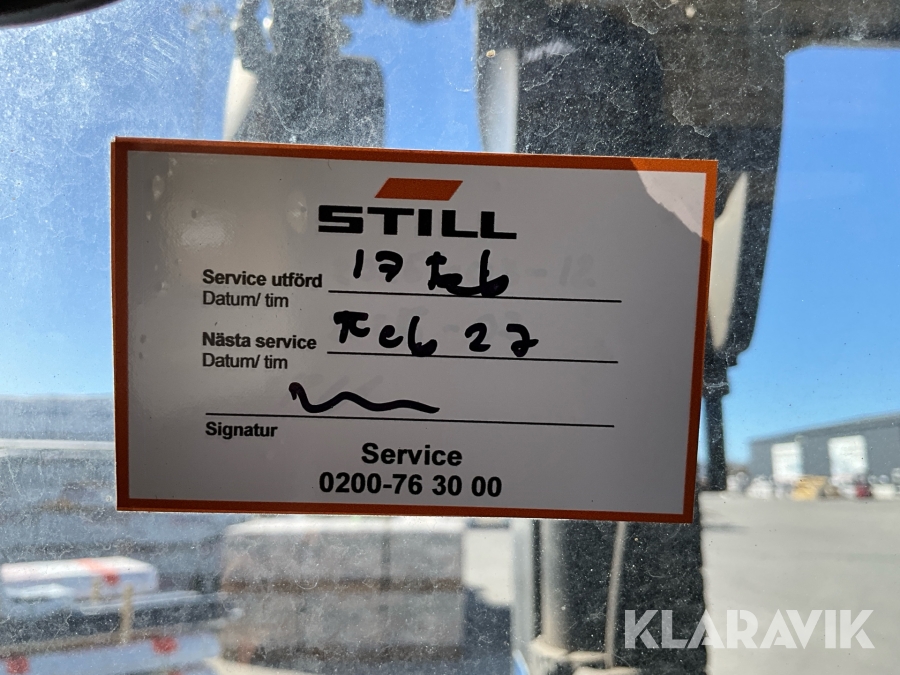 STILL
Service utförd 17 Feb
Datum/ tim
Nästa service Feb 27
Datum/ tim
Signatur
Service
0200-76 30 00
KLARAVIK